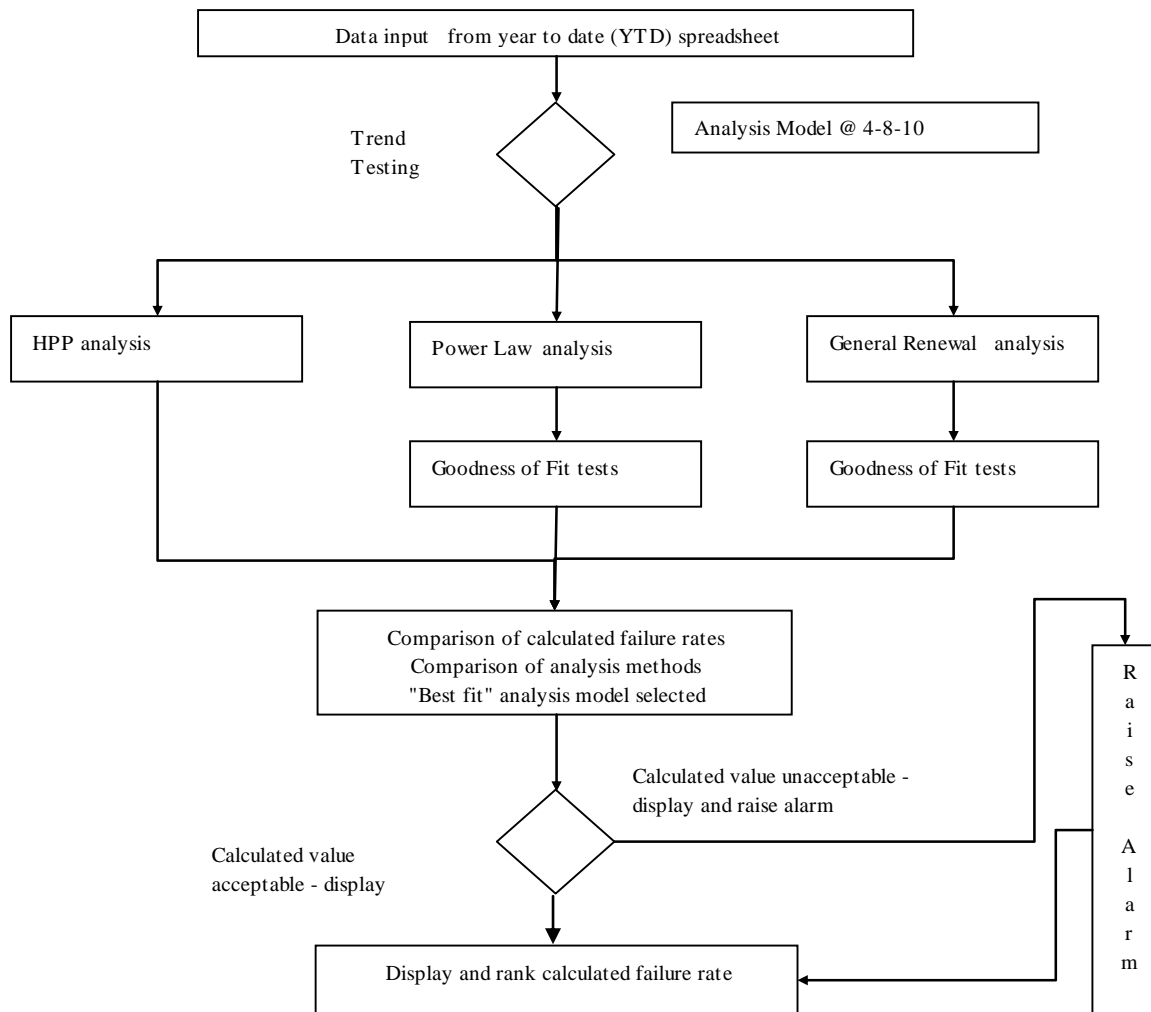 Data input from year to date (YTD) spreadsheet
Trend
Testing
Analysis Model @ 4-8-10
HPP analysis
Power Law analysis
General Renewal analysis
Goodness of Fit tests
Goodness of Fit tests
Comparison of calculated failure rates
Comparison of analysis methods
"Best fit" analysis model selected
Calculated value unacceptable -
display and raise alarm
Calculated value
acceptable - display
Raise Alarm
Display and rank calculated failure rate